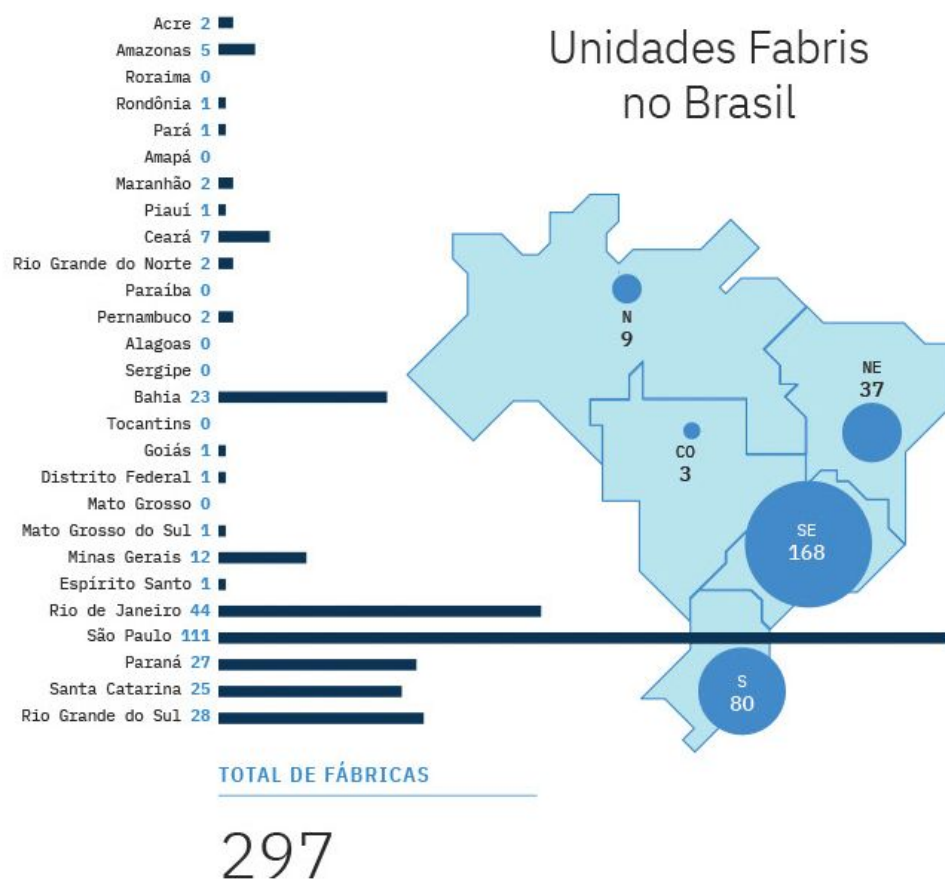 Unidades Fabris
no Brasil
Acre 2
Amazonas 5
Roraima 0
Rondônia 1
Pará 1
Amapá 0
Maranhão 2
Piauí 1
Ceará 7
Rio Grande do Norte 2
Paraíba 0
Pernambuco 2
Alagoas 0
Sergipe 0
Bahia 23
Tocantins 0
Goiás 1
Distrito Federal 1
Mato Grosso 0
Mato Grosso do Sul 1
Minas Gerais 12
Espírito Santo 1
Rio de Janeiro 44
São Paulo 111
Paraná 27
Santa Catarina 25
Rio Grande do Sul 28
N
9
NE
37
CO
3
SE
168
S
80
TOTAL DE FÁBRICAS
297